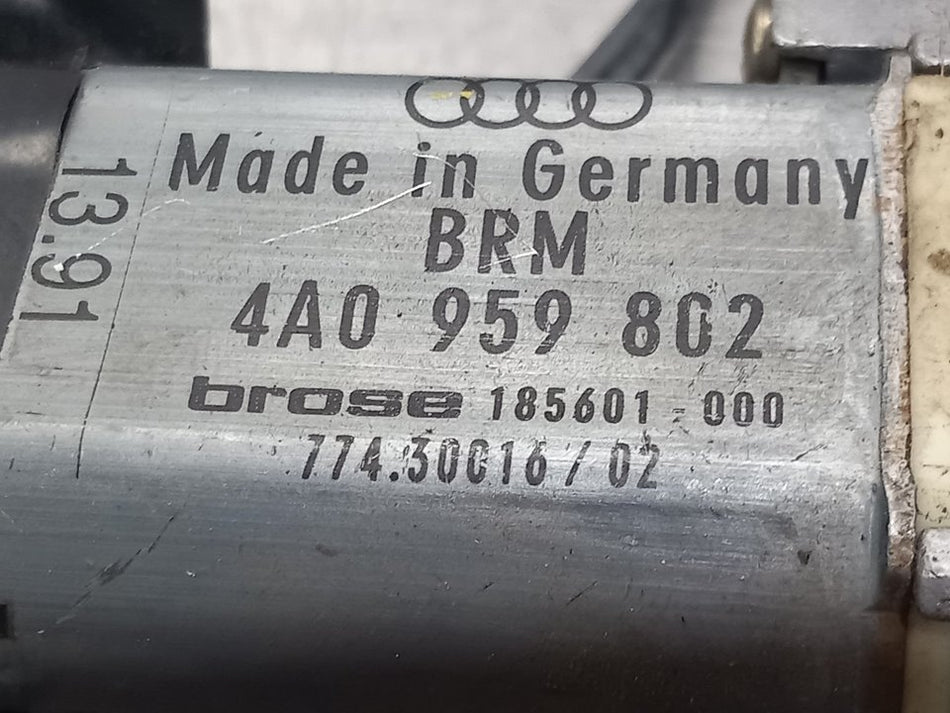 Made in Germany
BRM
4A0 959 802
brose 185601-000
774.30016/02
13.91